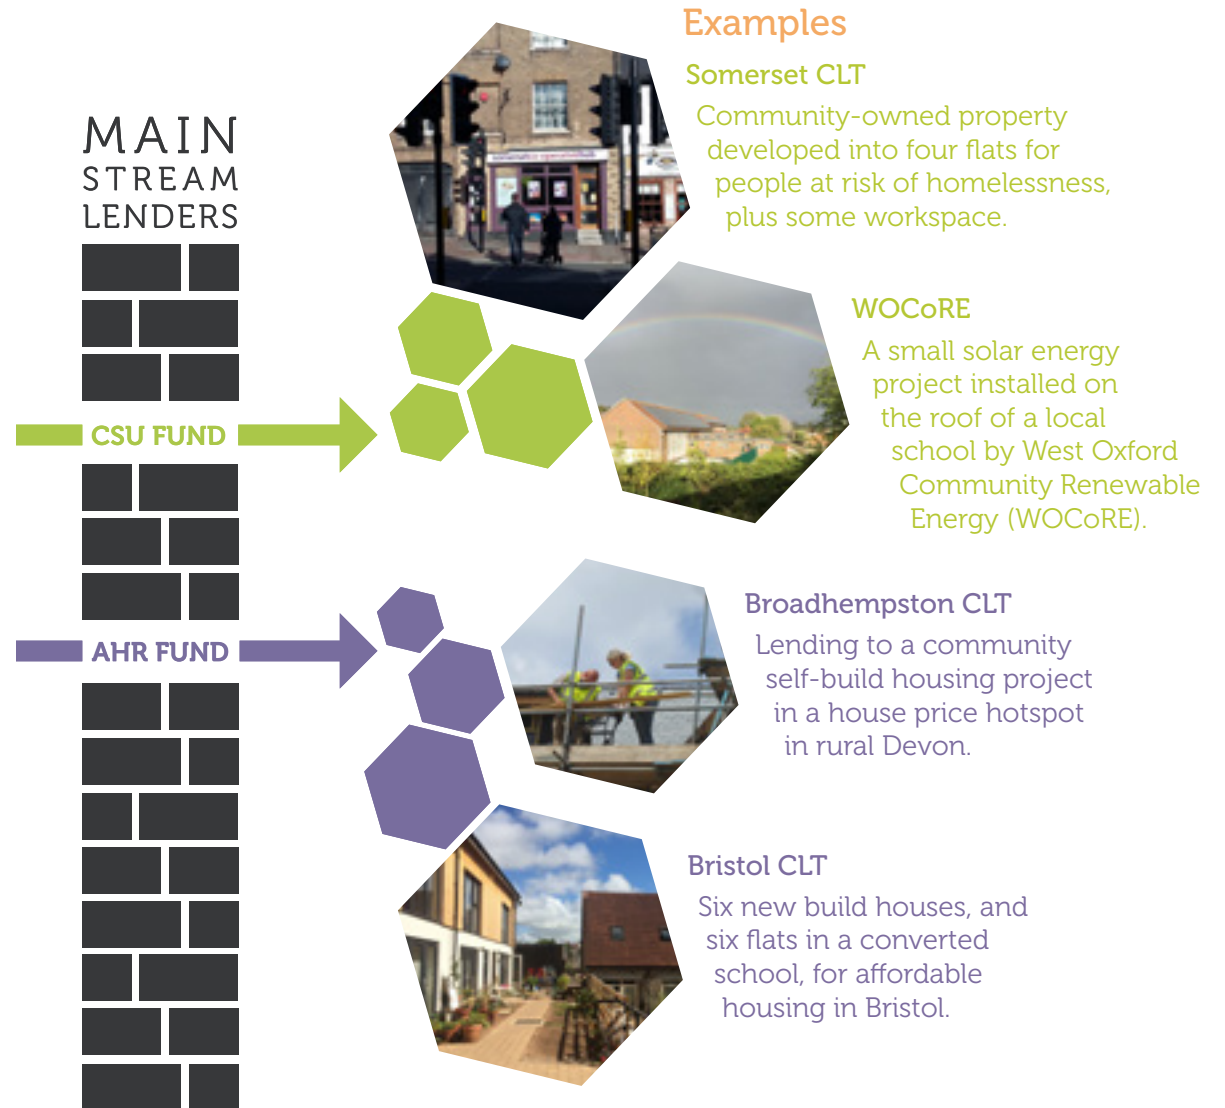 Examples
MAIN
STREAM
LENDERS
Somerset CLT
Community-owned property
developed into four flats for
people at risk of homelessness,
plus some workspace.
WOCoRE
A small solar energy
project installed on
the roof of a local
school by West Oxford
Community Renewable
Energy (WOCoRE).
CSU FUND
AHR FUND
Broadhempston CLT
Lending to a community
self-build housing project
in a house price hotspot
in rural Devon.
Bristol CLT
Six new build houses, and
six flats in a converted
school, for affordable
housing in Bristol.